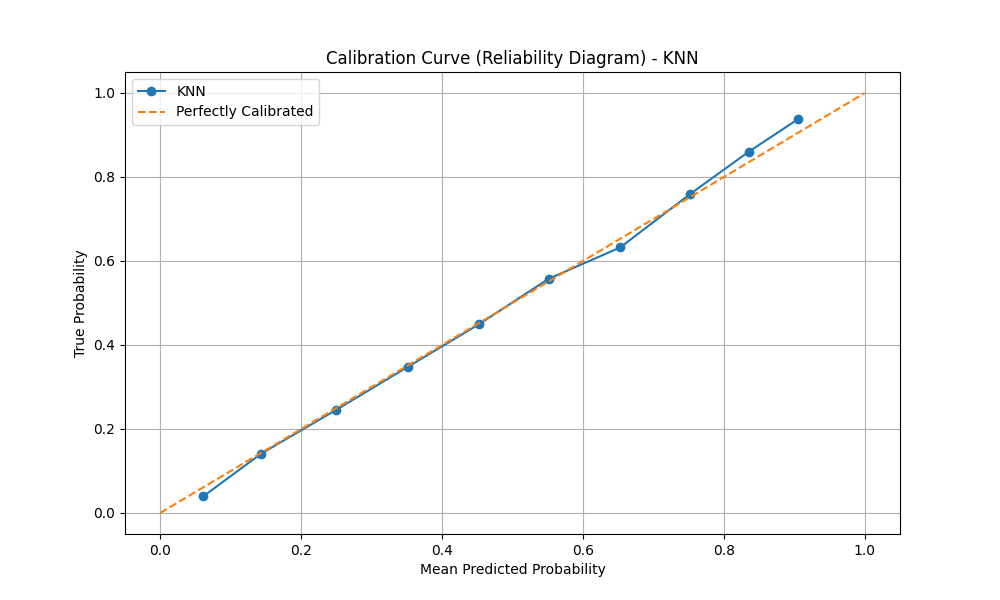 Calibration Curve (Reliability Diagram) - KNN
KNN
Perfectly Calibrated
True Probability
1.0
0.8
0.6
0.4
0.2
0.0
0.0 0.2 0.4 0.6 0.8 1.0
Mean Predicted Probability